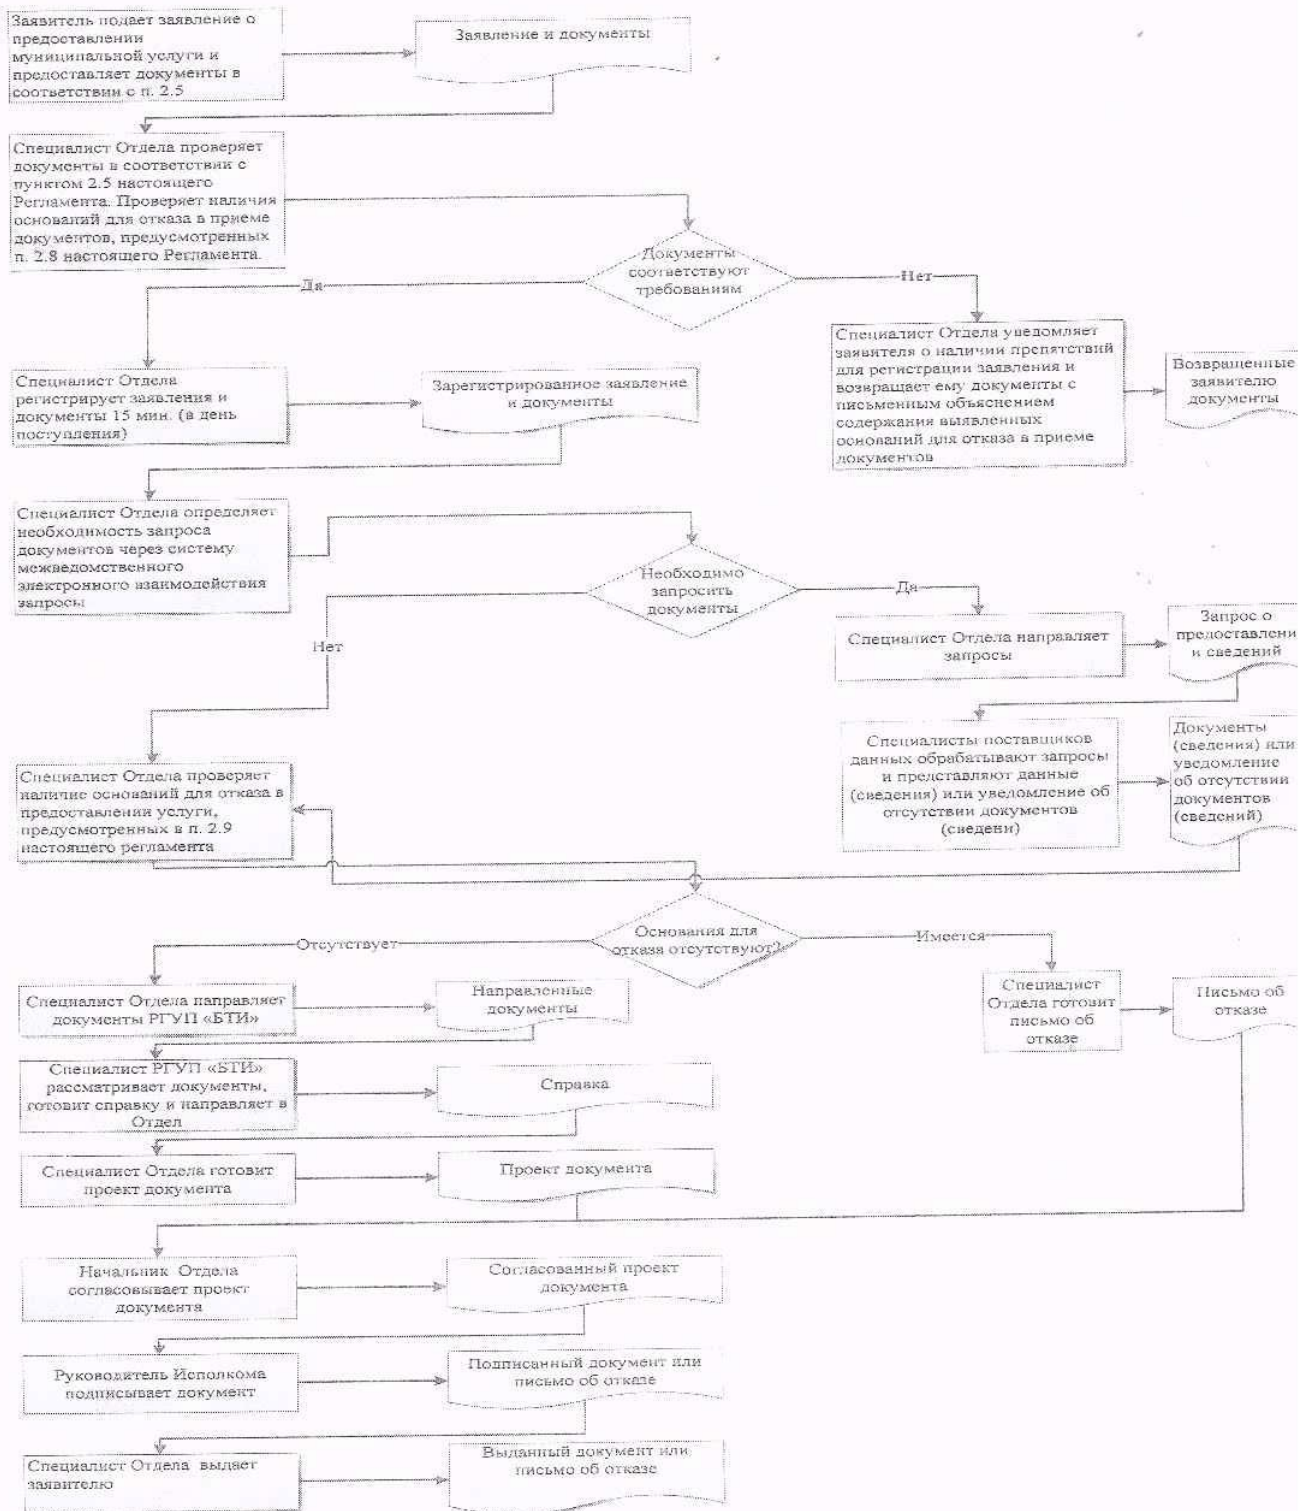 Заявитель подает заявление о
предоставлении
муниципальной услуги и
предоставляет документы в
соответствии с п. 2.5
Заявление и документы
Специалист Отдела проверяет
документы в соответствии с
пунктом 2.5 настоящего
Регламента. Проверяет наличия
оснований для отказа в приеме
документов, предусмотренных
п. 2.8 настоящего Регламента.
Документы
соответствуют
требованиям
Да
Нет
Специалист Отдела уведомляет
заявителя о наличии препятствий
для регистрации заявления и
возвращает ему документы с
письменным объяснением
содержания выявленных
оснований для отказа в приеме
документов
Возвращенные
заявителю
документы
Специалист Отдела
регистрирует заявления и
документы 15 мин. (в день
поступления)
Зарегистрированное заявление
и документы
Специалист Отдела определяет
необходимость запроса
документов через систему
межведомственного
электронного взаимодействия
запросы
Необходимо
запросить
документы
Да
Нет
Специалист Отдела направляет
запросы
Запрос о
предоставлени
и сведений
Специалисты поставщиков
данных обрабатывают запросы
и представляют данные
(сведения) или уведомление об
отсутствии документов
(сведени)
Документы
(сведения) или
уведомление
об отсутствии
документов
(сведений)
Специалист Отдела проверяет
наличие оснований для отказа в
предоставлении услуги,
предусмотренных в п. 2.9
настоящего регламента
Основания для
отказа отсутствуют?
Отсутствует
Имеется
Специалист Отдела направляет
документы РГУП «БТИ»
Направленные
документы
Специалист
Отдела готовит
письмо об
отказе
Письмо об
отказе
Специалист РГУП «БТИ»
рассматривает документы,
готовит справку и направляет в
Отдел
Справка
Специалист Отдела готовит
проект документа
Проект документа
Начальник Отдела
согласовывает проект
документа
Согласованный проект
документа
Руководитель Исполкома
подписывает документ
Подписанный документ или
письмо об отказе
Специалист Отдела выдает
заявителю
Выданный документ или
письмо об отказе